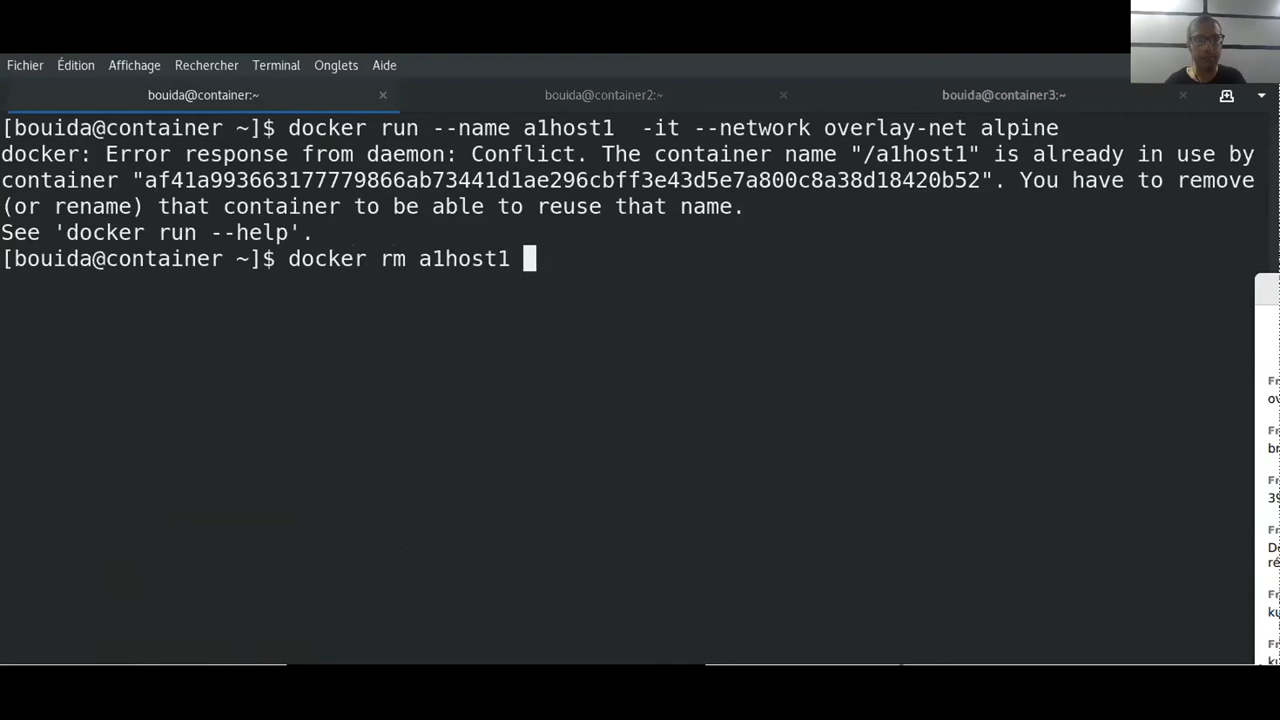 Fichier Édition Affichage Rechercher Terminal Onglets Aide
bouida@container:~ × bouida@container2:~ × bouida@container3:~ ×
[bouida@container ~]$ docker run --name a1host1  -it --network overlay-net alpine
docker: Error response from daemon: Conflict. The container name "/a1host1" is already in use by
container "af41a993663177779866ab73441d1ae296cbff3e43d5e7a800c8a38d18420b52". You have to remove
(or rename) that container to be able to reuse that name.
See 'docker run --help'.
[bouida@container ~]$ docker rm a1host1